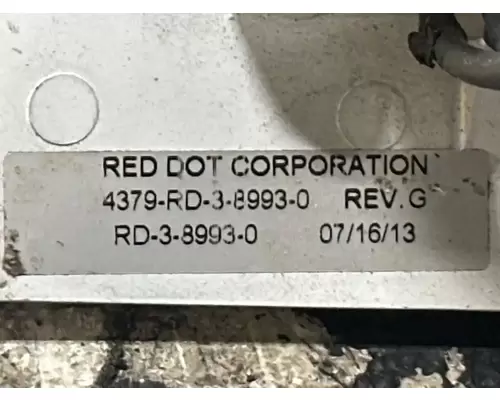 RED DOT CORPORATION
4379-RD-3-8993-0 REV.G
RD-3-8993-0 07/16/13